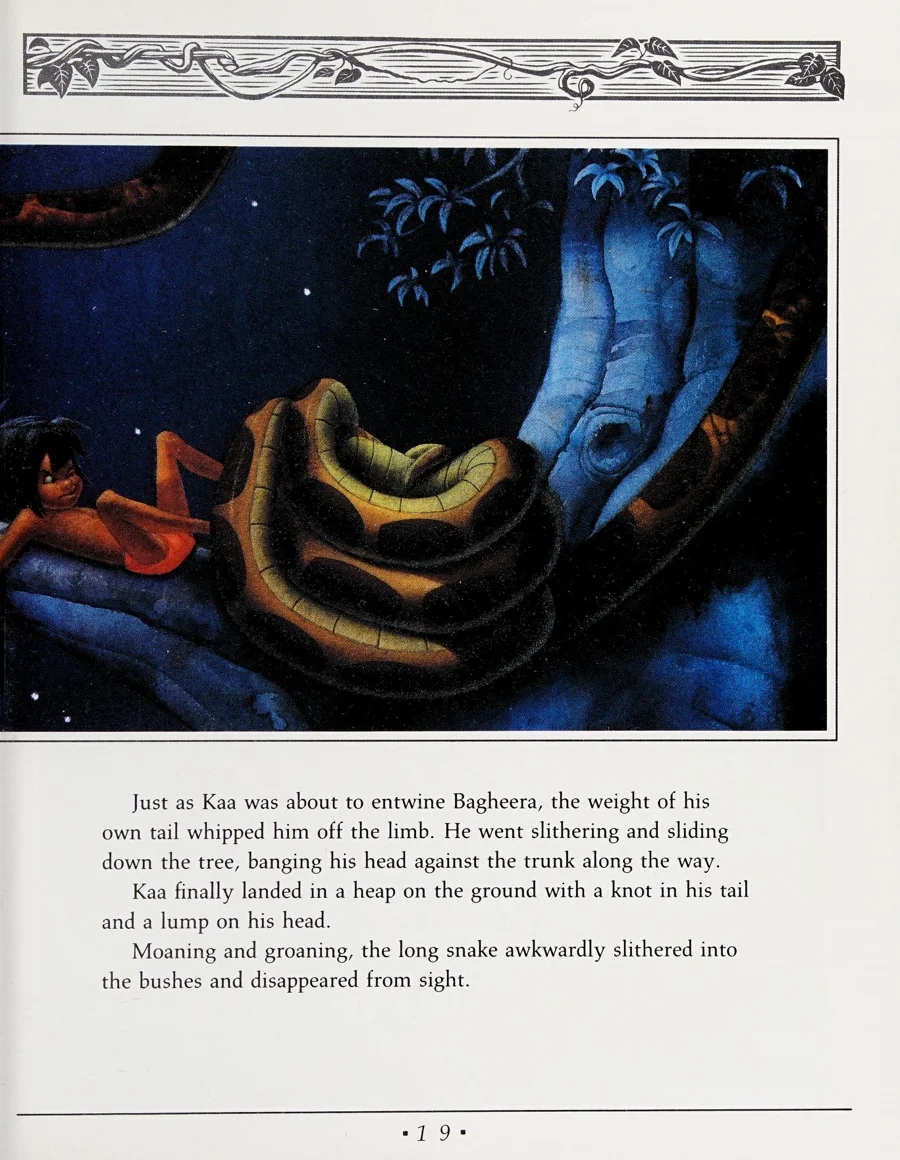 Just as Kaa was about to entwine Bagheera, the weight of his
own tail whipped him off the limb. He went slithering and sliding
down the tree, banging his head against the trunk along the way.
Kaa finally landed in a heap on the ground with a knot in his tail
and a lump on his head.
Moaning and groaning, the long snake awkwardly slithered into
the bushes and disappeared from sight.
▪ 1 9 ▪